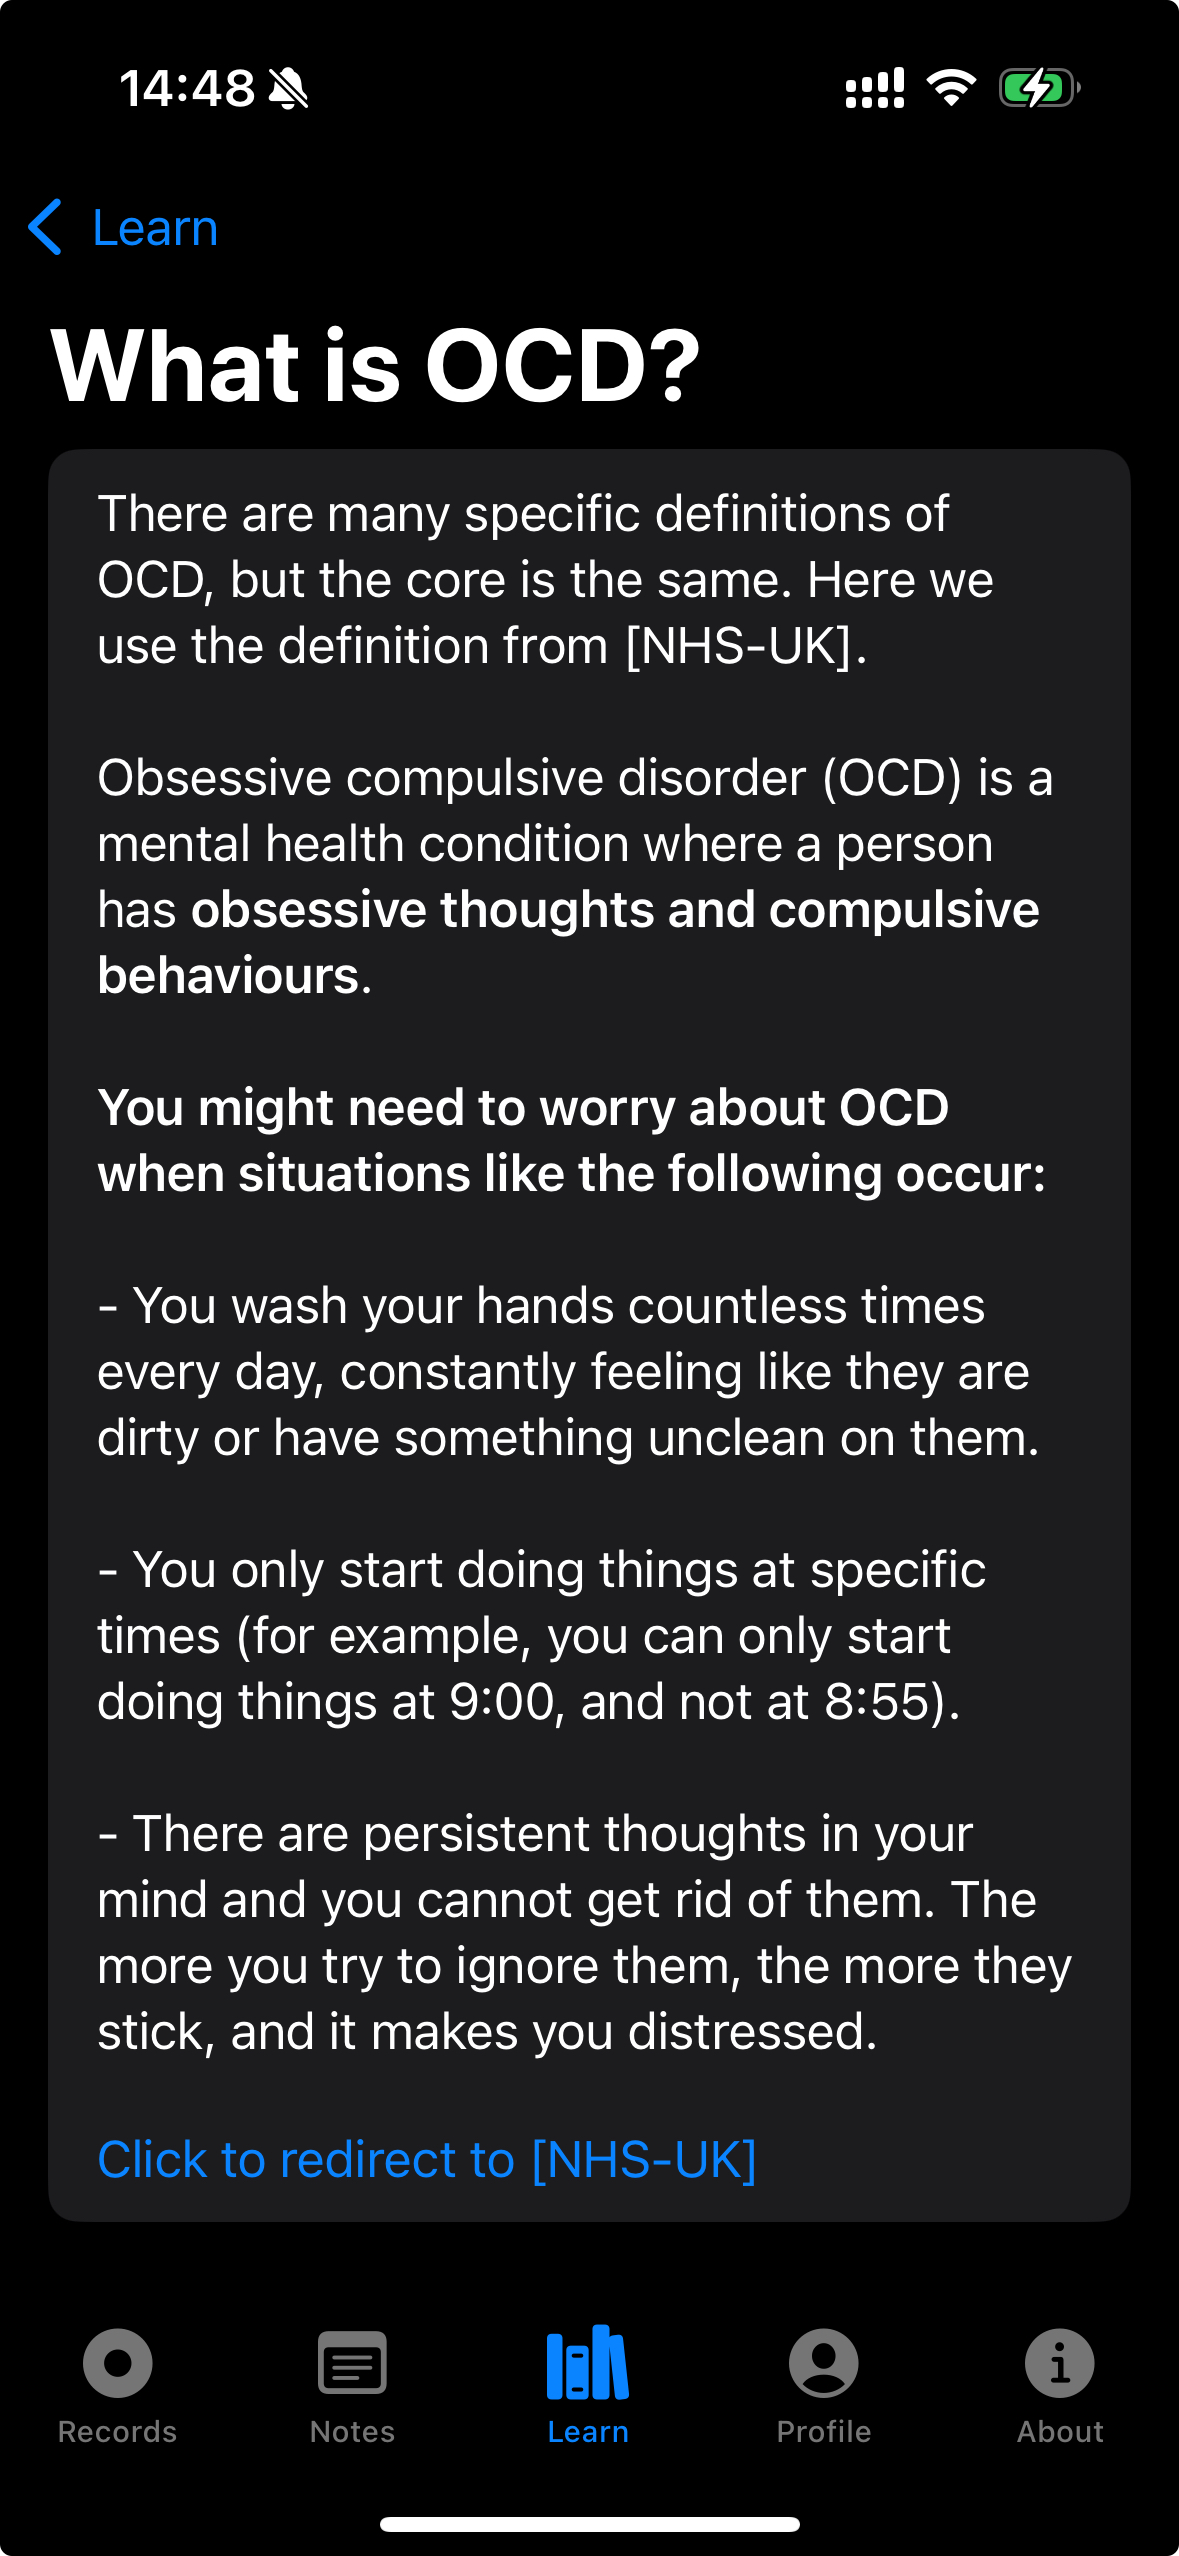 14:48
Learn
What is OCD?
There are many specific definitions of
OCD, but the core is the same. Here we
use the definition from [NHS-UK].
Obsessive compulsive disorder (OCD) is a
mental health condition where a person
has obsessive thoughts and compulsive
behaviours.
You might need to worry about OCD
when situations like the following occur:
- You wash your hands countless times
every day, constantly feeling like they are
dirty or have something unclean on them.
- You only start doing things at specific
times (for example, you can only start
doing things at 9:00, and not at 8:55).
- There are persistent thoughts in your
mind and you cannot get rid of them. The
more you try to ignore them, the more they
stick, and it makes you distressed.
Click to redirect to [NHS-UK]
Records Notes Learn Profile About